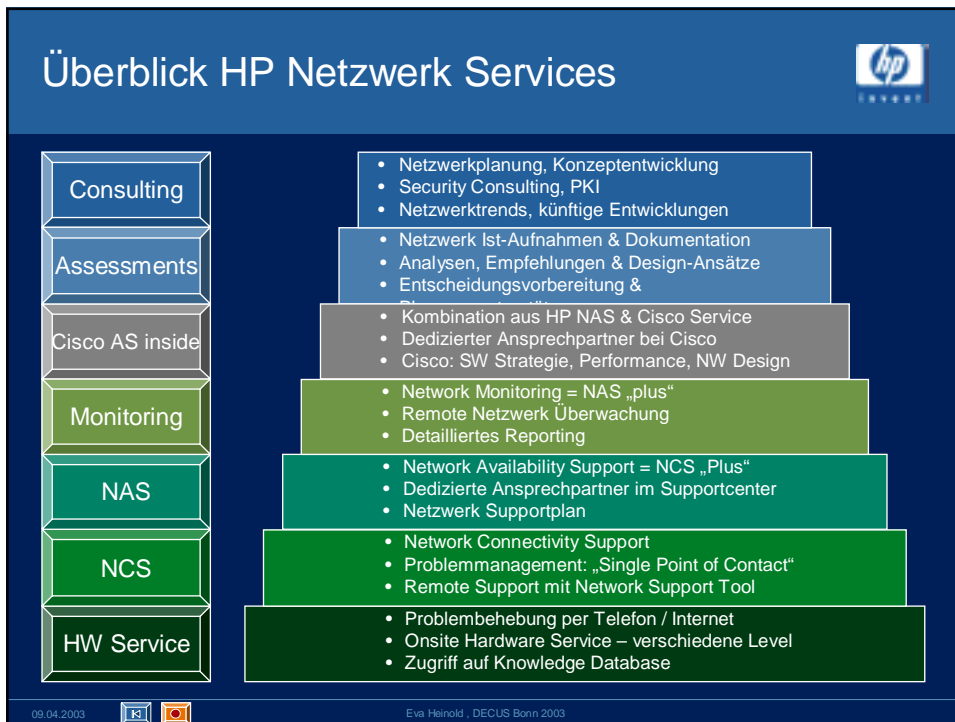 Überblick HP Netzwerk Services
hp
invent
Consulting
• Netzwerkplanung, Konzeptentwicklung
• Security Consulting, PKI
• Netzwerktrends, künftige Entwicklungen
Assessments
• Netzwerk Ist-Aufnahmen & Dokumentation
• Analysen, Empfehlungen & Design-Ansätze
• Entscheidungsvorbereitung &
Cisco AS inside
• Kombination aus HP NAS & Cisco Service
• Dedizierter Ansprechpartner bei Cisco
• Cisco: SW Strategie, Performance, NW Design
Monitoring
• Network Monitoring = NAS „plus“
• Remote Netzwerk Überwachung
• Detailliertes Reporting
NAS
• Network Availability Support = NCS „Plus“
• Dedizierte Ansprechpartner im Supportcenter
• Netzwerk Supportplan
NCS
• Network Connectivity Support
• Problemmanagement: „Single Point of Contact“
• Remote Support mit Network Support Tool
HW Service
• Problembehebung per Telefon / Internet
• Onsite Hardware Service – verschiedene Level
• Zugriff auf Knowledge Database
09.04.2003
Eva Heinold , DECUS Bonn 2003